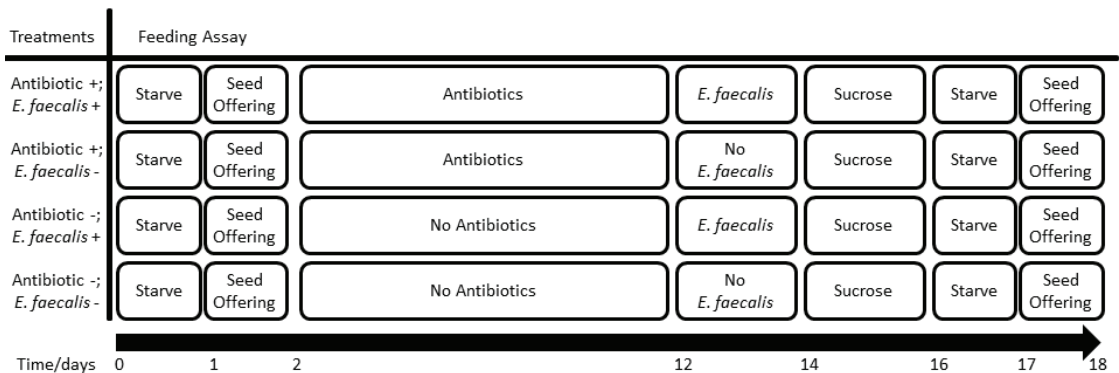 Treatments Feeding Assay
Antibiotic +;
E. faecalis +
Starve
Seed
Offering
Antibiotics
E. faecalis
Sucrose
Starve
Seed
Offering
Antibiotic +;
E. faecalis -
Starve
Seed
Offering
Antibiotics
No
E. faecalis
Sucrose
Starve
Seed
Offering
Antibiotic -;
E. faecalis +
Starve
Seed
Offering
No Antibiotics
E. faecalis
Sucrose
Starve
Seed
Offering
Antibiotic -;
E. faecalis -
Starve
Seed
Offering
No Antibiotics
No
E. faecalis
Sucrose
Starve
Seed
Offering
Time/days 0 1 2 12 14 16 17 18